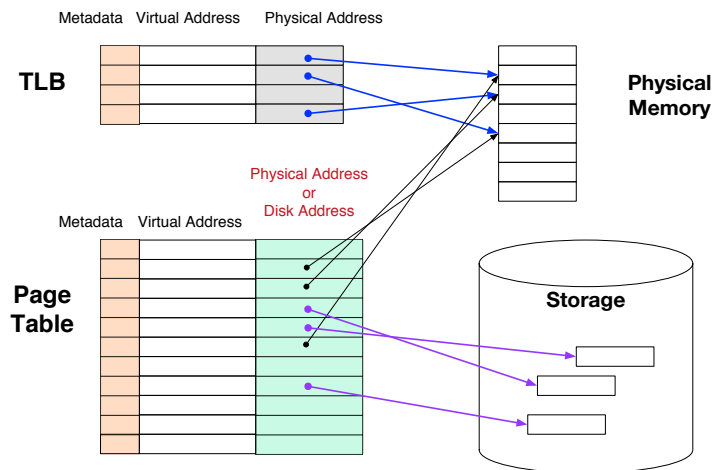 Metadata Virtual Address Physical Address
TLB
Physical
Memory
Physical Address
or
Disk Address
Metadata Virtual Address
Page
Table
Storage